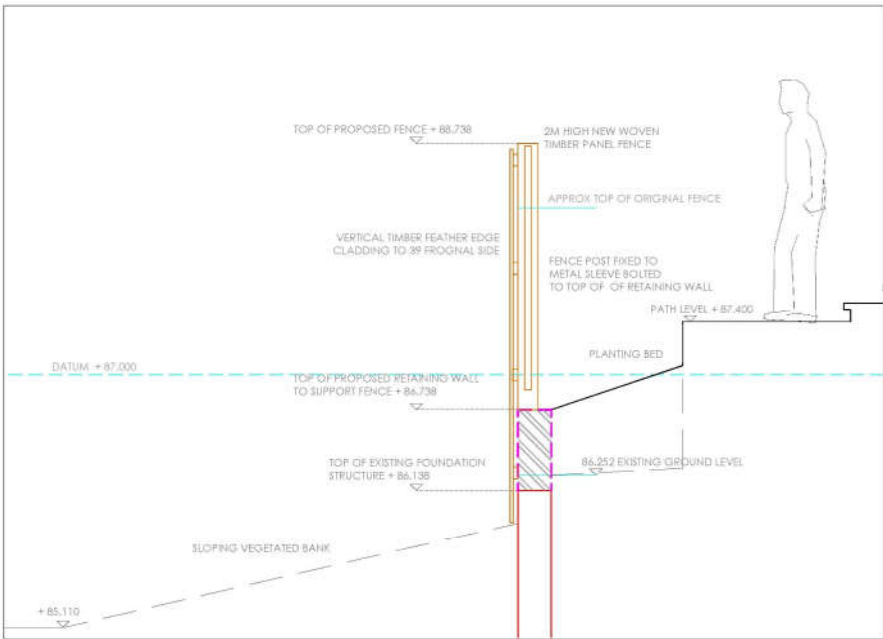 TOP OF PROPOSED FENCE + 88.738
2M HIGH NEW WOVEN
TIMBER PANEL FENCE
APPROX TOP OF ORIGINAL FENCE
VERTICAL TIMBER FEATHER EDGE
CLADDING TO 39 FROGNAL SIDE
FENCE POST FIXED TO
METAL SLEEVE BOLTED
TO TOP OF OF RETAINING WALL
PATH LEVEL + 87.400
PLANTING BED
DATUM + 87.000
TOP OF PROPOSED RETAINING WALL
TO SUPPORT FENCE + 86.738
TOP OF EXISTING FOUNDATION
STRUCTURE + 86.138
86.252 EXISTING GROUND LEVEL
SLOPING VEGETATED BANK
+ 85.110